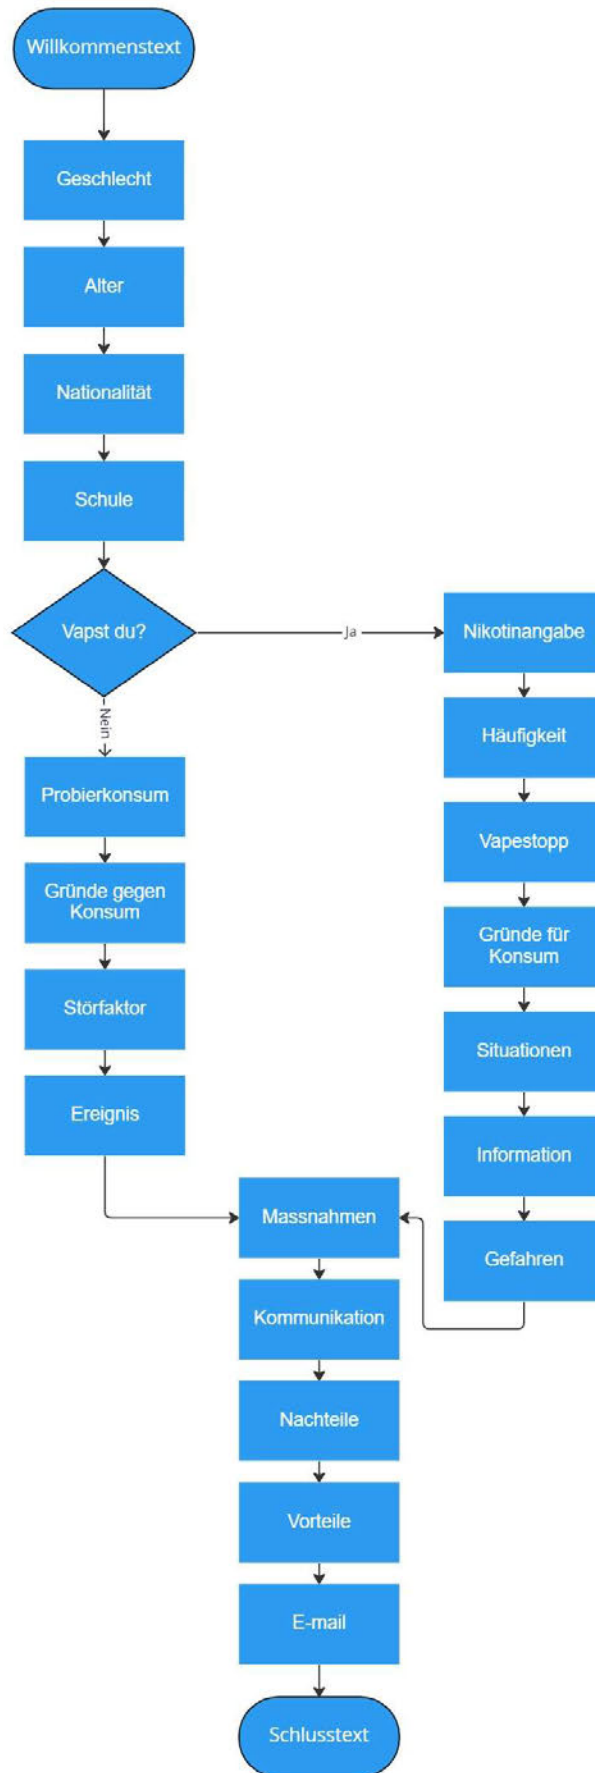 Willkommenstext
Geschlecht
Alter
Nationalität
Schule
Vapst du?
Ja
Nein
Probierkonsum
Gründe gegen
Konsum
Störfaktor
Ereignis
Nikotinangabe
Häufigkeit
Vapestopp
Gründe für
Konsum
Situationen
Information
Gefahren
Massnahmen
Kommunikation
Nachteile
Vorteile
E-mail
Schlusstext